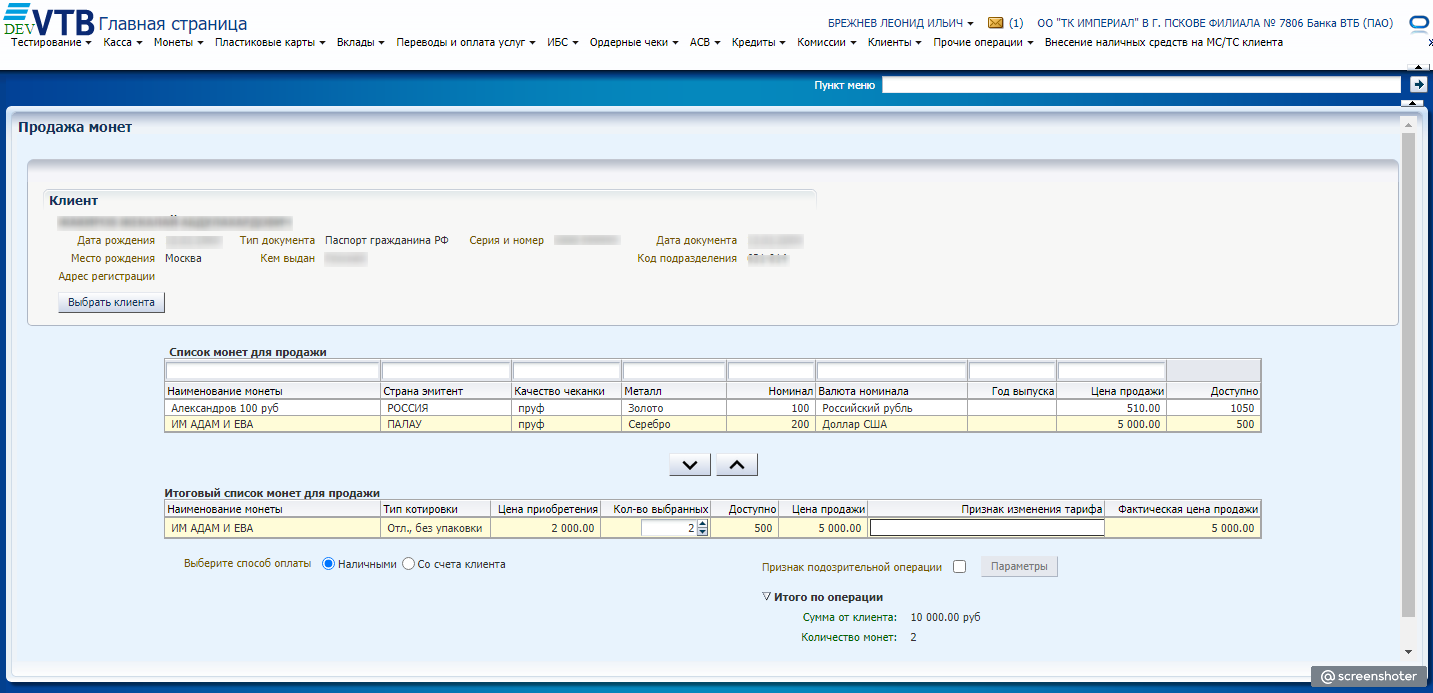 DEV VTB Главная страница
БРЕЖНЕВ ЛЕОНИД ИЛЬИЧ (1) ОО "ТК ИМПЕРИАЛ" В Г. ПСКОВЕ ФИЛИАЛА № 7806 Банка ВТБ (ПАО)
Тестирование Касса Монеты Пластиковые карты Вклады Переводы и оплата услуг ИБС Ордерные чеки АСВ Кредиты Комиссии Клиенты Прочие операции Внесение наличных средств на МС/ТС клиента
Пункт меню
Продажа монет
Клиент
Дата рождения Тип документа Паспорт гражданина РФ Серия и номер Дата документа
Место рождения Москва Кем выдан Код подразделения
Адрес регистрации
Выбрать клиента
Список монет для продажи
Наименование монеты Страна эмитент Качество чеканки Металл Номинал Валюта номинала Год выпуска Цена продажи Доступно
Александров 100 руб РОССИЯ пруф Золото 100 Российский рубль 510.00 1050
ИМ АДАМ И ЕВА ПАЛАУ пруф Серебро 200 Доллар США 5 000.00 500
Итоговый список монет для продажи
Наименование монеты Тип котировки Цена приобретения Кол-во выбранных Доступно Цена продажи Признак изменения тарифа Фактическая цена продажи
ИМ АДАМ И ЕВА Отл., без упаковки 2 000.00 2 500 5 000.00 5 000.00
Выберите способ оплаты Наличными Со счета клиента
Признак подозрительной операции Параметры
Итого по операции
Сумма от клиента: 10 000.00 руб
Количество монет: 2
@screenshoter